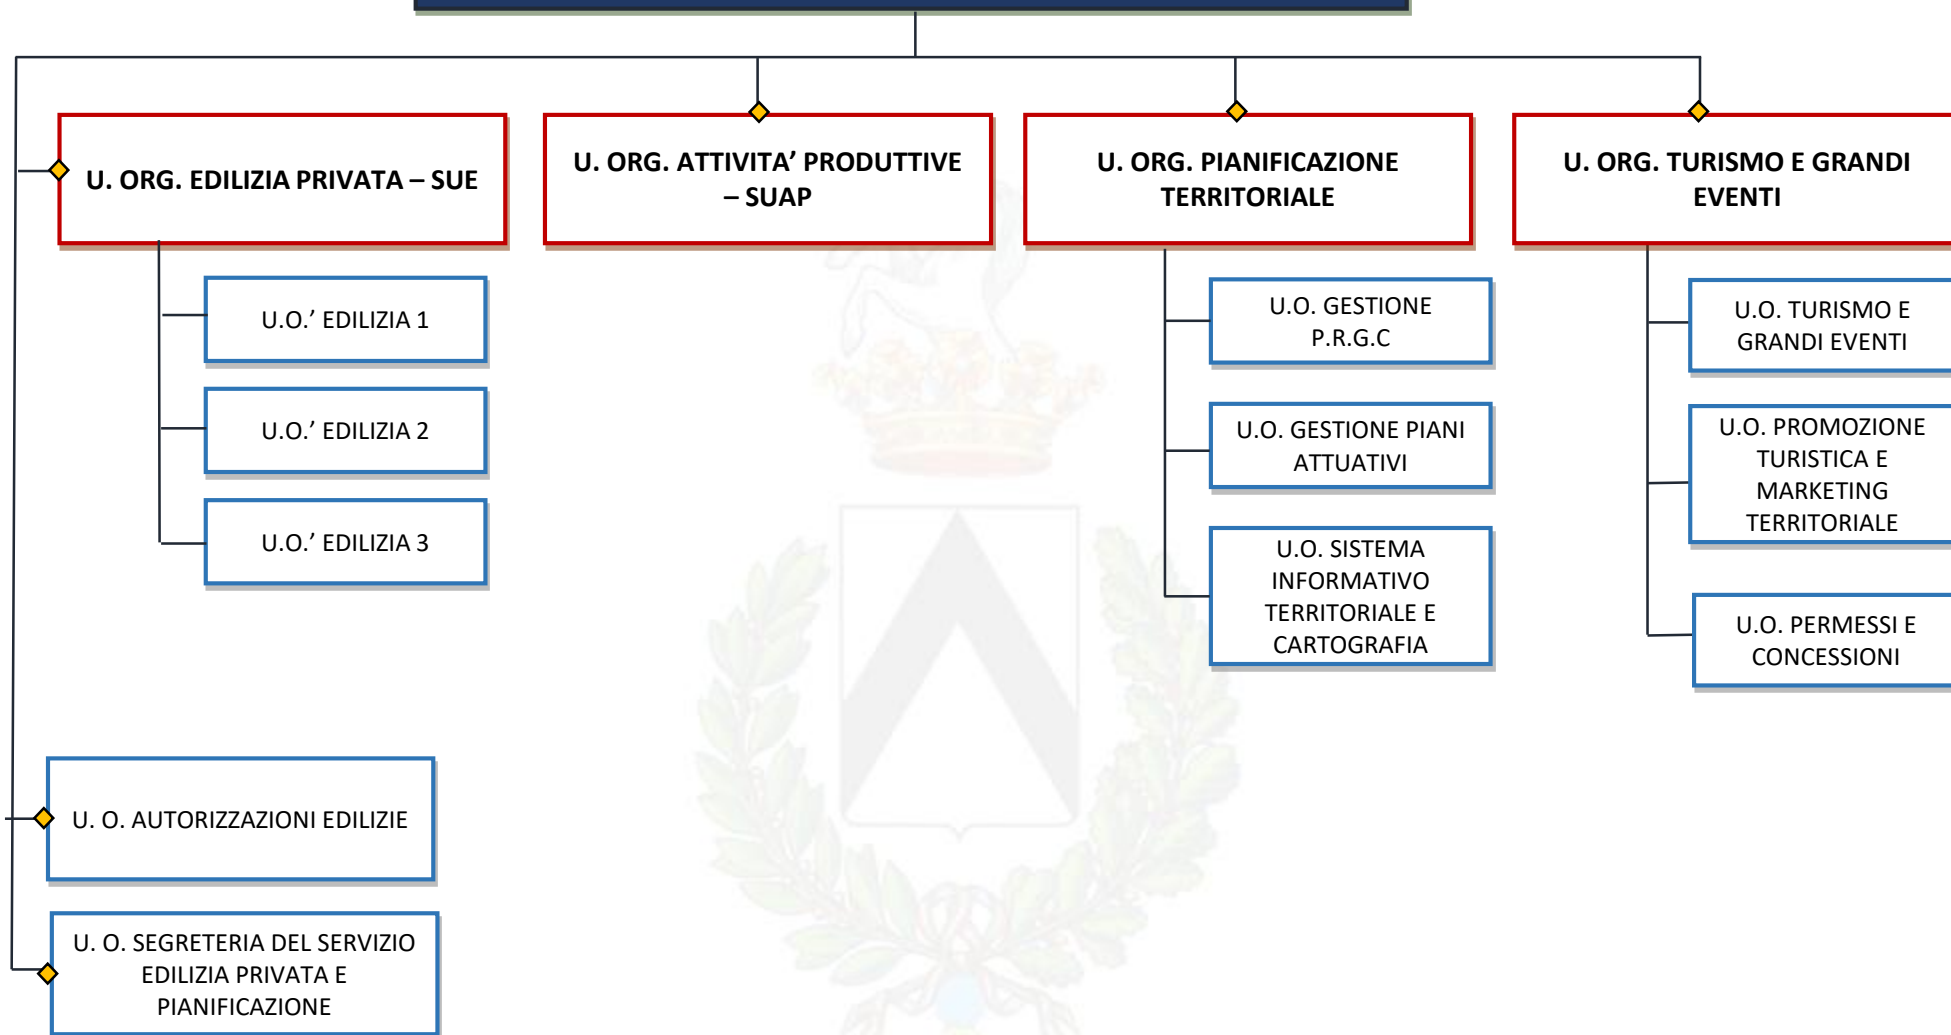 U. ORG. EDILIZIA PRIVATA – SUE
U. ORG. ATTIVITA’ PRODUTTIVE
– SUAP
U. ORG. PIANIFICAZIONE
TERRITORIALE
U. ORG. TURISMO E GRANDI
EVENTI
U.O.’ EDILIZIA 1
U.O.’ EDILIZIA 2
U.O.’ EDILIZIA 3
U.O. GESTIONE
P.R.G.C
U.O. GESTIONE PIANI
ATTUATIVI
U.O. SISTEMA
INFORMATIVO
TERRITORIALE E
CARTOGRAFIA
U.O. TURISMO E
GRANDI EVENTI
U.O. PROMOZIONE
TURISTICA E
MARKETING
TERRITORIALE
U.O. PERMESSI E
CONCESSIONI
U. O. AUTORIZZAZIONI EDILIZIE
U. O. SEGRETERIA DEL SERVIZIO
EDILIZIA PRIVATA E
PIANIFICAZIONE